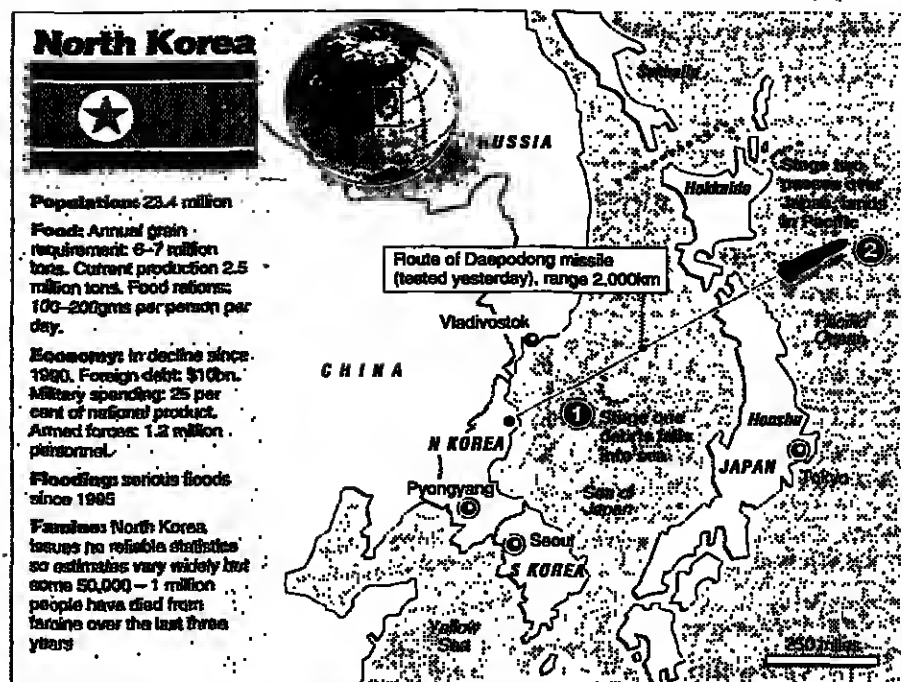 North Korea
Population: 23.4 million
Food: Annual grain
requirement: 6–7 million
tons. Current production 2.5
million tons. Food rations:
100–200gms per person per
day.
Economy: In decline since
1990. Foreign debt: $10bn.
Military spending: 25 per
cent of national product.
Armed forces: 1.2 million
personnel.
Flooding: serious floods
since 1995
Famine: North Korea
issues no reliable statistics
so estimates vary widely but
some 50,000 – 1 million
people have died from
famine over the last three
years
RUSSIA
Sakhalin
Hokkaido
Stage two
passes over
Japan, lands
in Pacific
2
Route of Daepodong missile
(tested yesterday), range 2,000km
Vladivostok
Pacific
Ocean
CHINA
1
Stage one
debris falls
into sea
Honshu
N KOREA
JAPAN
Tokyo
Pyongyang
Sea of
Japan
Seoul
S KOREA
Yellow
Sea
250 miles